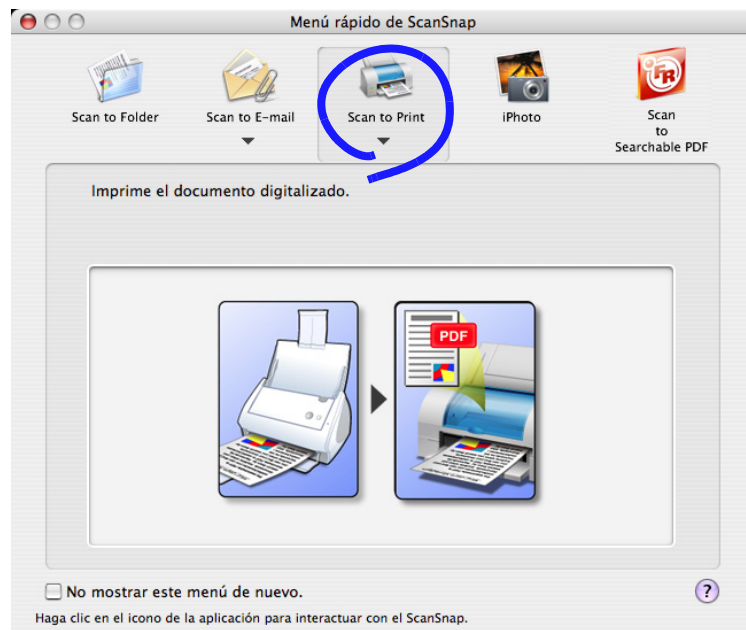 Menú rápido de ScanSnap
Scan to Folder
Scan to E-mail
Scan to Print
iPhoto
Scan
to
Searchable PDF
Imprime el documento digitalizado.
PDF
No mostrar este menú de nuevo.
?
Haga clic en el icono de la aplicación para interactuar con el ScanSnap.